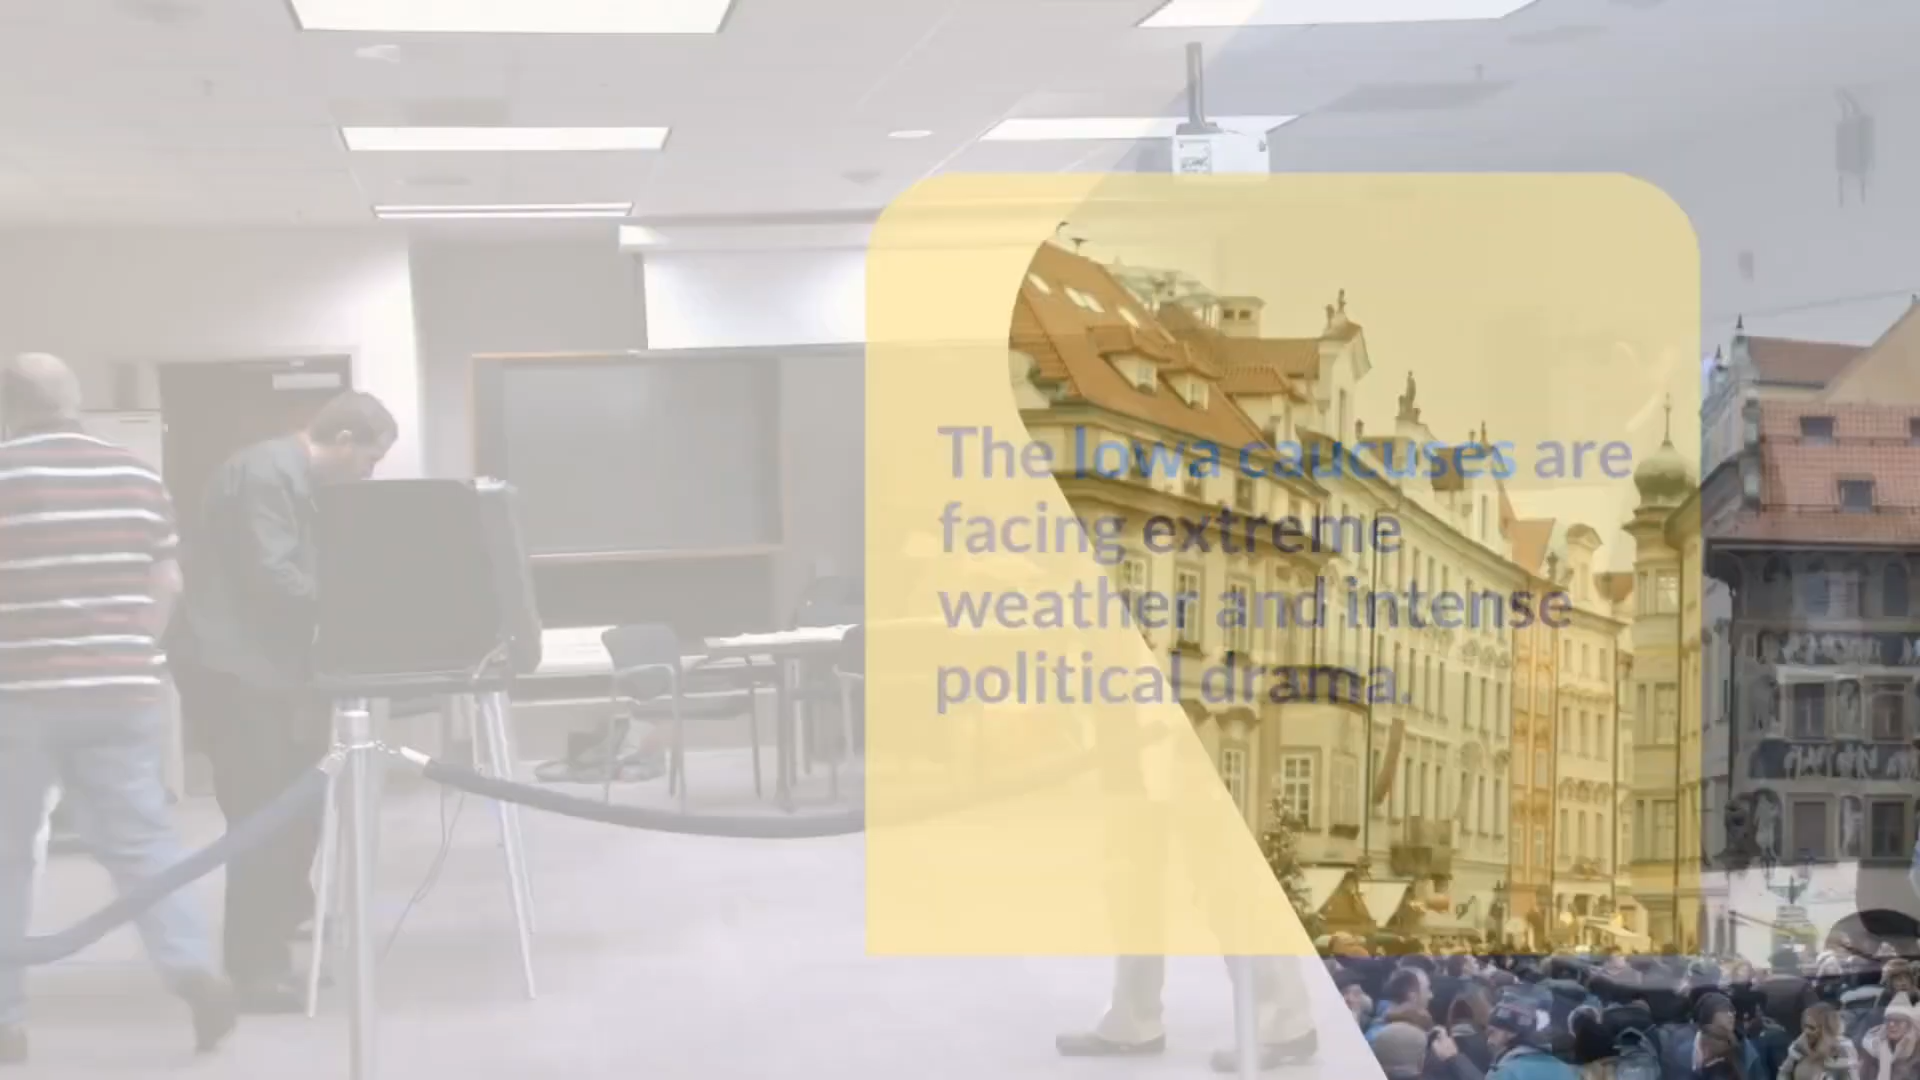 The Iowa caucuses are
facing extreme
weather and intense
political drama.